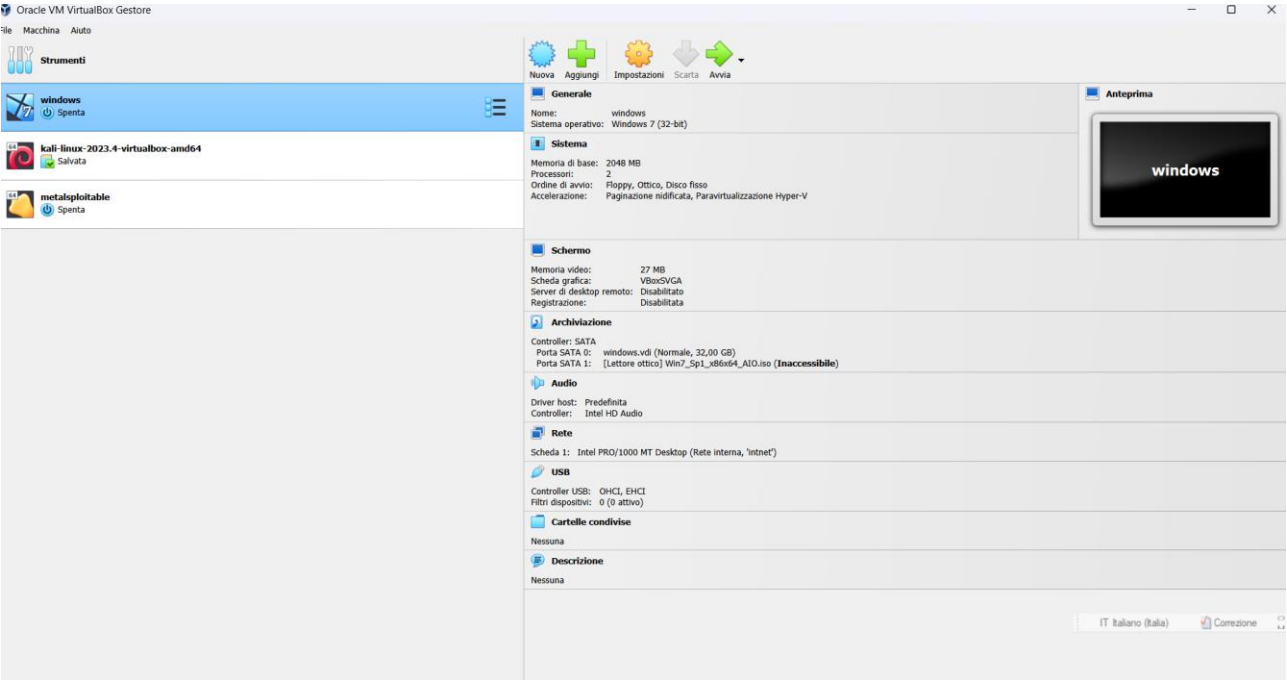 Oracle VM VirtualBox Gestore
File Macchina Aiuto
Strumenti
windows
Spenta
kali-linux-2023.4-virtualbox-amd64
Salvata
metalsploitable
Spenta
Nuova Aggiungi Impostazioni Scarta Avvia
Generale
Nome: windows
Sistema operativo: Windows 7 (32-bit)
Sistema
Memoria di base: 2048 MB
Processori: 2
Ordine di avvio: Floppy, Ottico, Disco fisso
Accelerazione: Paginazione nidificata, Paravirtualizzazione Hyper-V
Anteprima
windows
Schermo
Memoria video: 27 MB
Scheda grafica: VBoxSVGA
Server di desktop remoto: Disabilitato
Registrazione: Disabilitata
Archiviazione
Controller: SATA
Porta SATA 0: windows.vdi (Normale, 32,00 GB)
Porta SATA 1: [Lettore ottico] Win7_Sp1_x86x64_AIO.iso (Inaccessibile)
Audio
Driver host: Predefinita
Controller: Intel HD Audio
Rete
Scheda 1: Intel PRO/1000 MT Desktop (Rete interna, 'intnet')
USB
Controller USB: OHCI, EHCI
Filtri dispositivi: 0 (0 attivo)
Cartelle condivise
Nessuna
Descrizione
Nessuna
IT Italiano (Italia) Correzione